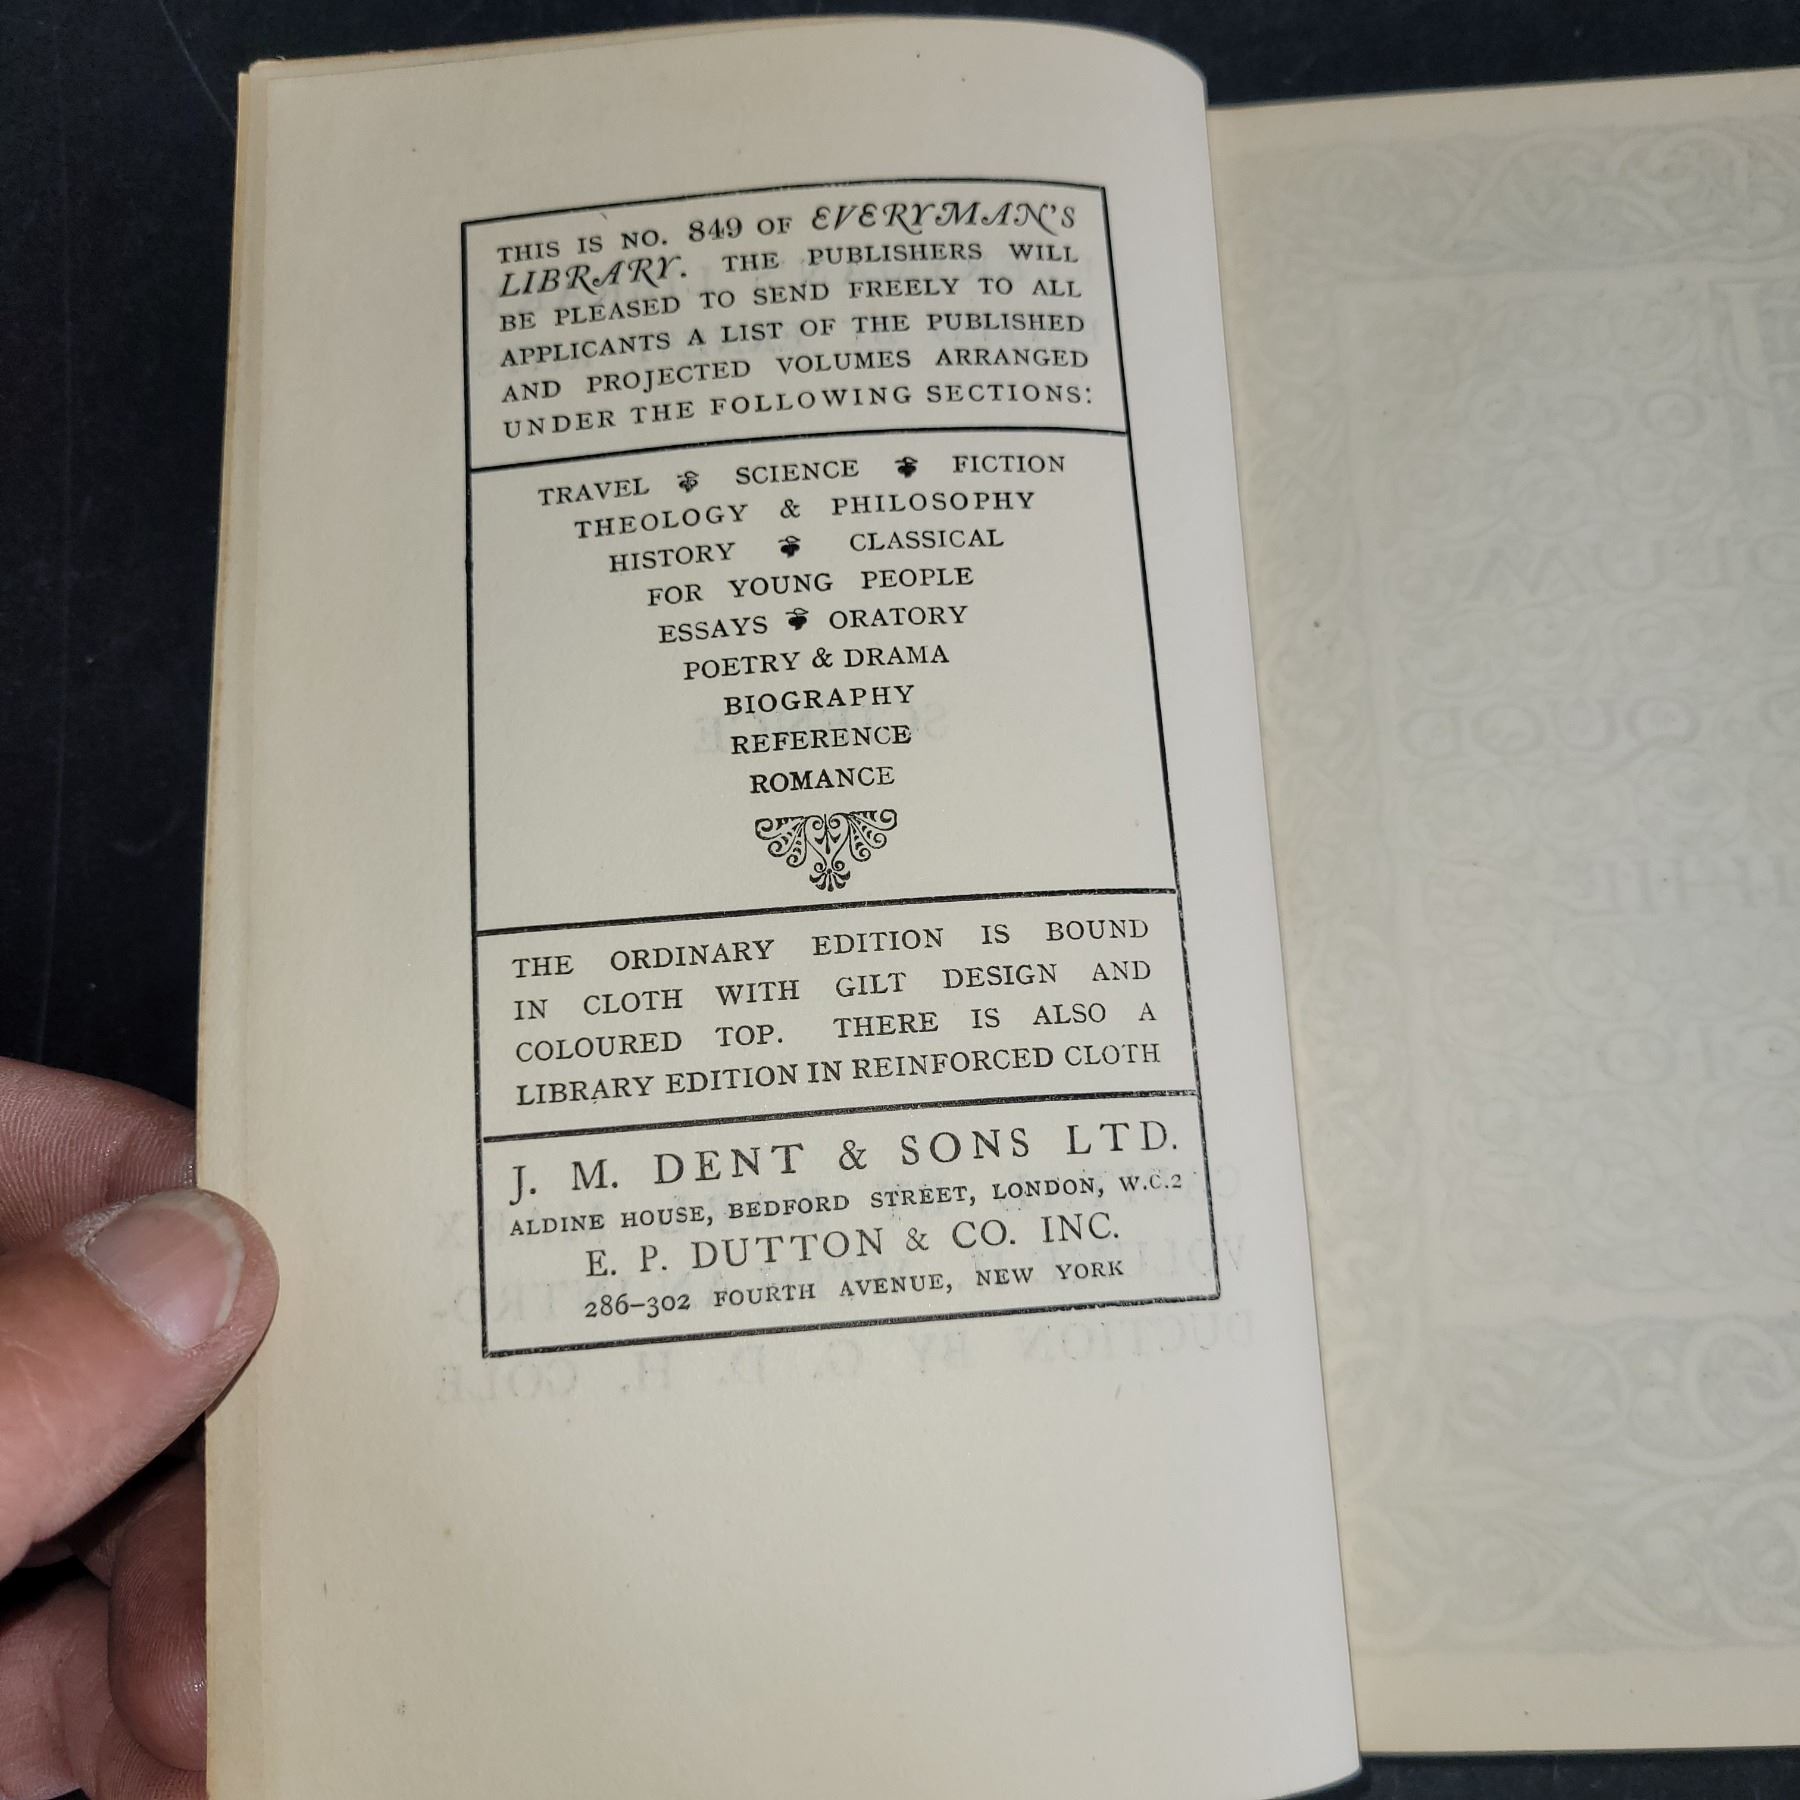 THIS IS NO. 849 OF EVERYMAN'S
LIBRARY. THE PUBLISHERS WILL
BE PLEASED TO SEND FREELY TO ALL
APPLICANTS A LIST OF THE PUBLISHED
AND PROJECTED VOLUMES ARRANGED
UNDER THE FOLLOWING SECTIONS:
TRAVEL SCIENCE FICTION
THEOLOGY & PHILOSOPHY
HISTORY CLASSICAL
FOR YOUNG PEOPLE
ESSAYS ORATORY
POETRY & DRAMA
BIOGRAPHY
REFERENCE
ROMANCE
THE ORDINARY EDITION IS BOUND
IN CLOTH WITH GILT DESIGN AND
COLOURED TOP. THERE IS ALSO A
LIBRARY EDITION IN REINFORCED CLOTH
J. M. DENT & SONS LTD.
ALDINE HOUSE, BEDFORD STREET, LONDON, W.C.2
E. P. DUTTON & CO. INC.
286–302 FOURTH AVENUE, NEW YORK